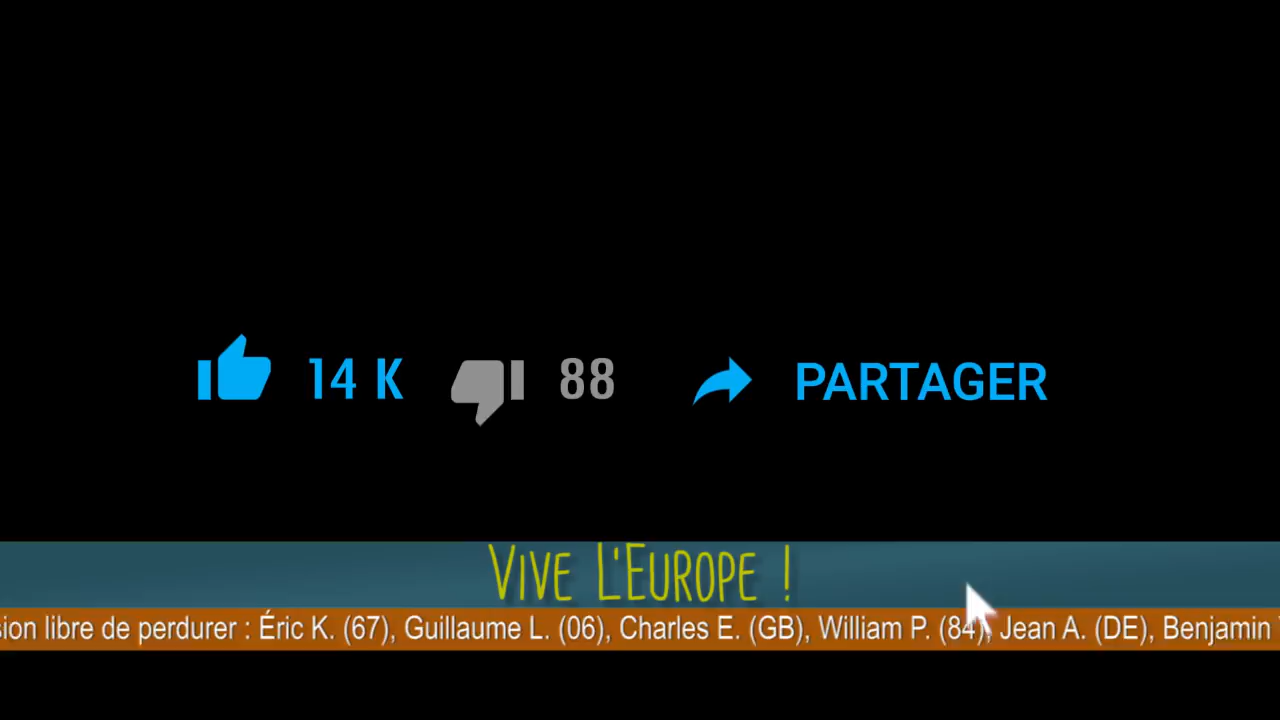 14 K 88 PARTAGER
VIVE L'EUROPE !
sion libre de perdurer : Éric K. (67), Guillaume L. (06), Charles E. (GB), William P. (84), Jean A. (DE), Benjamin